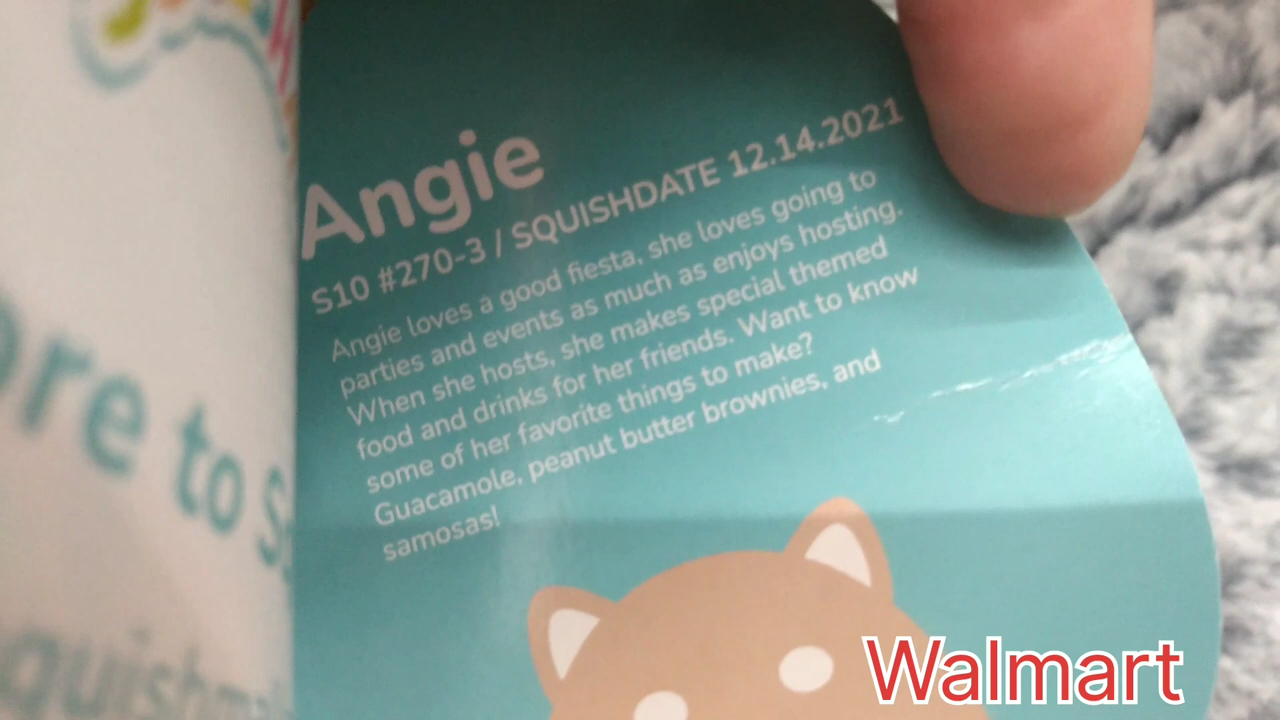 Angie
S10 #270-3 / SQUISHDATE 12.14.2021
Angie loves a good fiesta, she loves going to
parties and events as much as enjoys hosting.
When she hosts, she makes special themed
food and drinks for her friends. Want to know
some of her favorite things to make?
Guacamole, peanut butter brownies, and
samosas!
to
Walmart